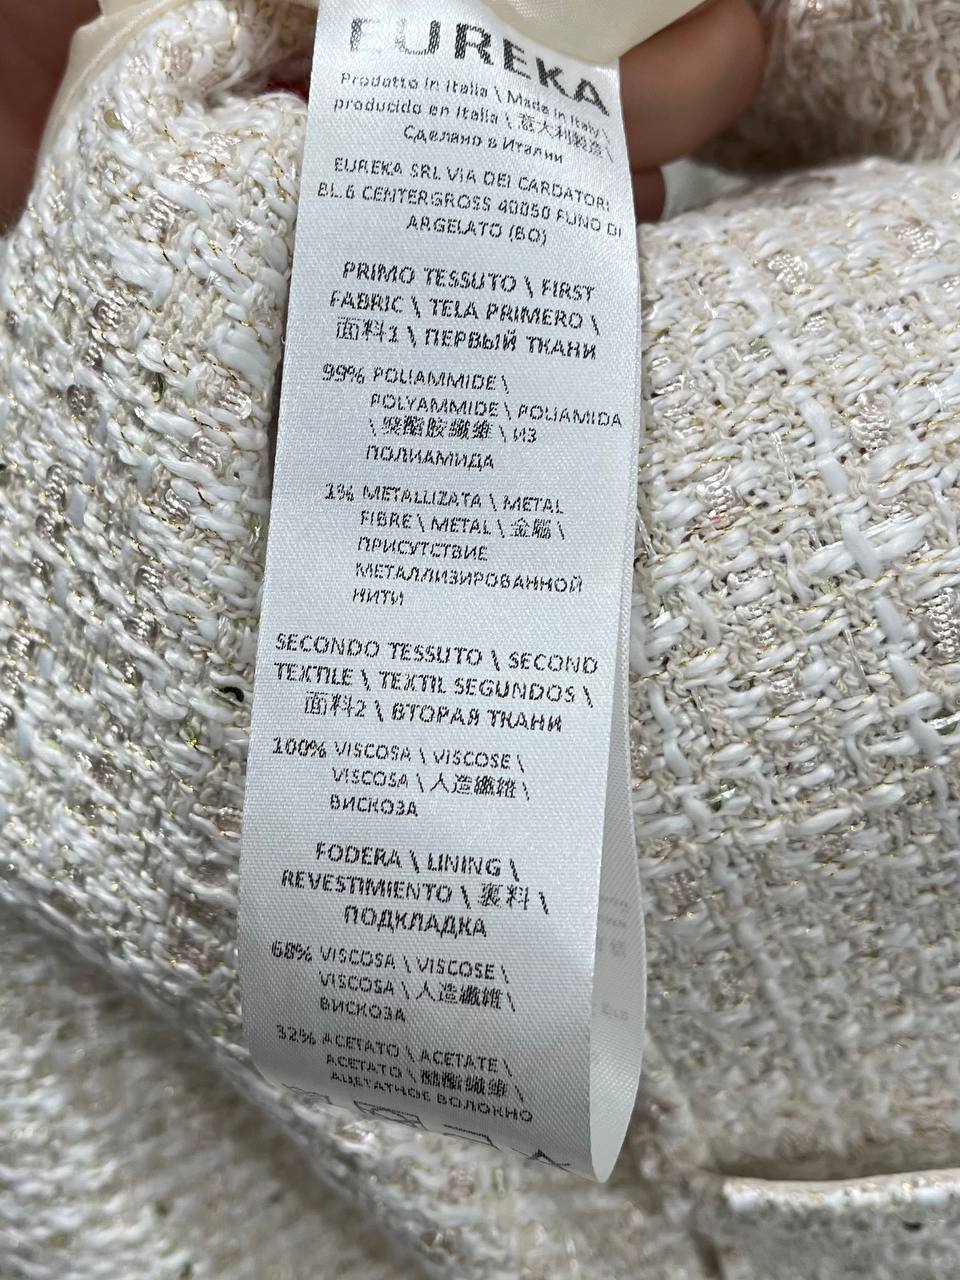 EUREKA
Prodotto in Italia \ Made in Italy \
producido en Italia \ 意大利製造 \
Сделано в Италии
EUREKA SRL VIA DEI CARDATORI
BL.6 CENTERGROSS 40050 FUNO DI
ARGELATO (BO)
PRIMO TESSUTO \ FIRST
FABRIC \ TELA PRIMERO \
面料1 \ ПЕРВЫЙ ТКАНИ
99% POLIAMMIDE \
POLYAMMIDE \ POLIAMIDA
\ 聚酯胺纖維 \ ИЗ
ПОЛИАМИДА
1% METALLIZATA \ METAL
FIBRE \ METAL \ 金屬 \
ПРИСУТСТВИЕ
МЕТАЛЛИЗИРОВАННОЙ
НИТИ
SECONDO TESSUTO \ SECOND
TEXTILE \ TEXTIL SEGUNDOS \
面料2 \ ВТОРАЯ ТКАНИ
100% VISCOSA \ VISCOSE \
VISCOSA \ 人造纖維 \
ВИСКОЗА
FODERA \ LINING \
REVESTIMIENTO \ 裏料 \
ПОДКЛАДКА
68% VISCOSA \ VISCOSE \
VISCOSA \ 人造纖維 \
ВИСКОЗА
32% ACETATO \ ACETATE \
ACETATO \ 醋酯纖維 \
АЦЕТАТНОЕ ВОЛОКНО